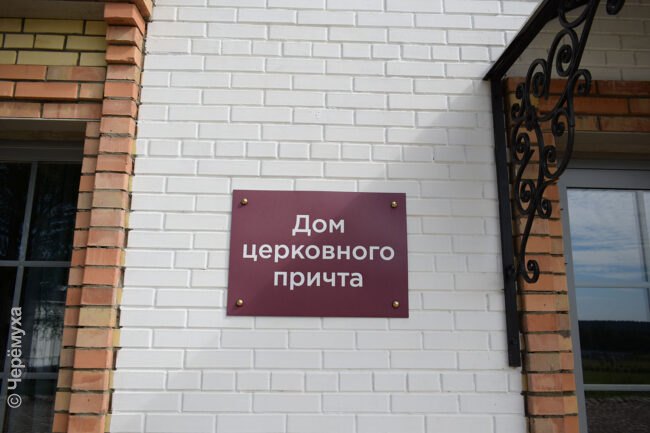 Дом
церковного
причта
© Черёмуха